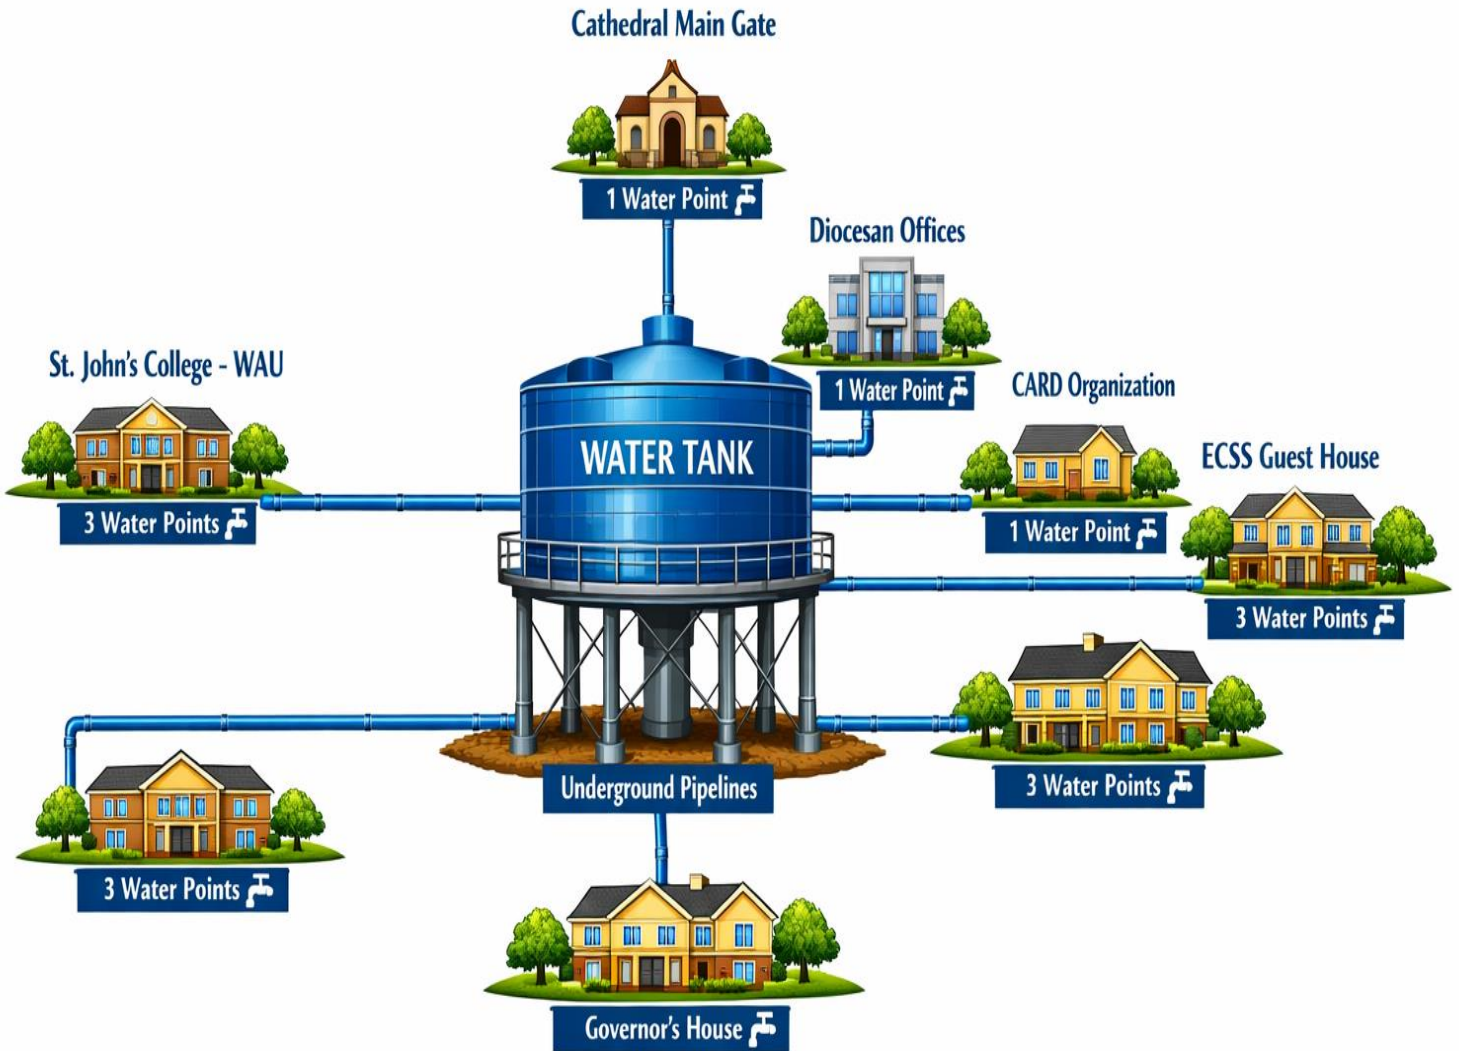 Cathedral Main Gate
1 Water Point
Diocesan Offices
1 Water Point
St. John's College - WAU
3 Water Points
WATER TANK
CARD Organization
1 Water Point
ECSS Guest House
3 Water Points
3 Water Points
Underground Pipelines
3 Water Points
Governor's House